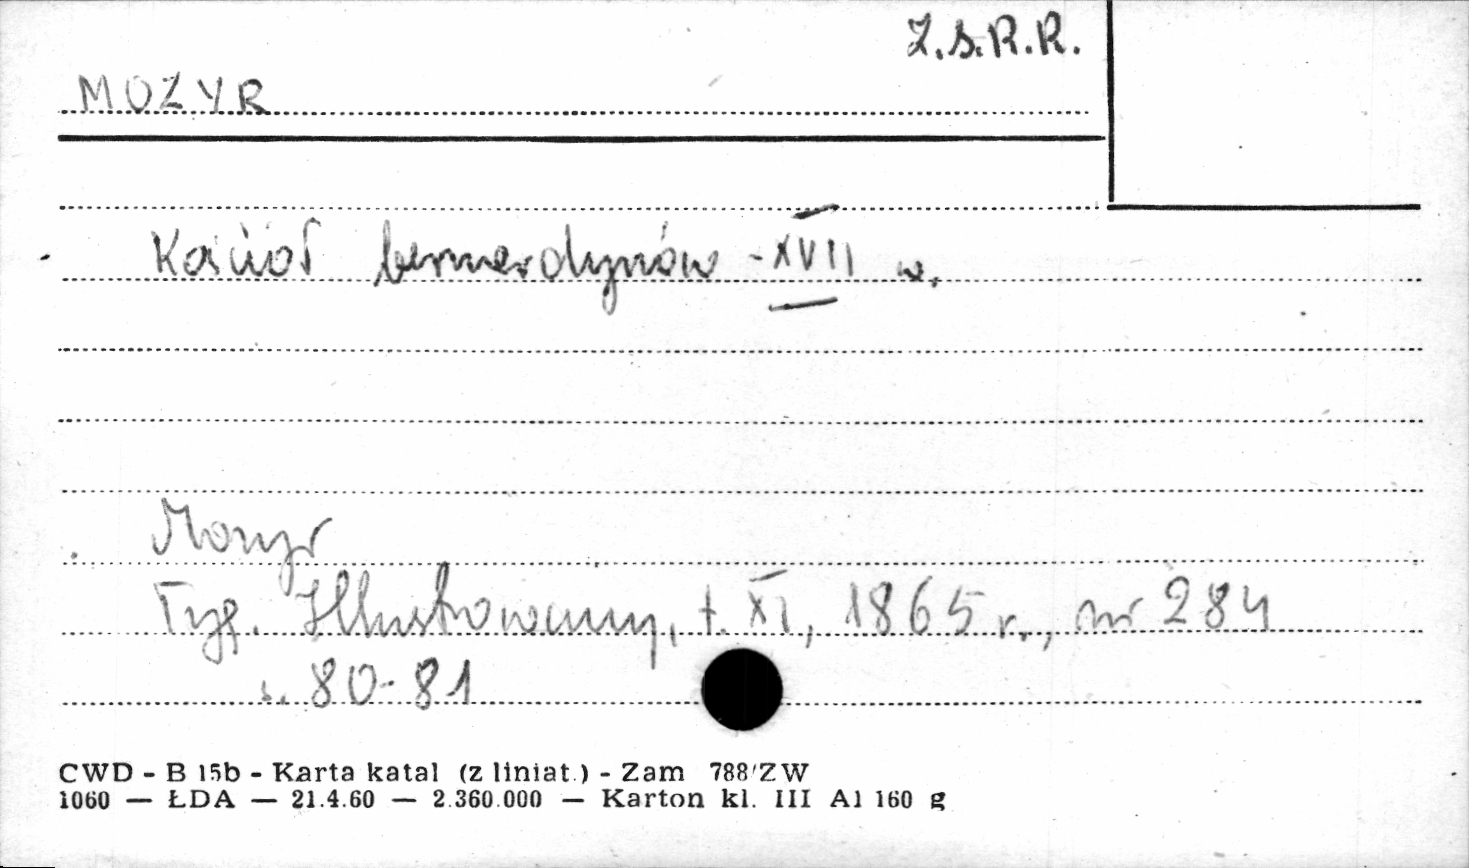 Z.S.R.R.
MOZYR
Kościoł bernardynów - XVII w.
Mozyr
Tyg. Illustrowany, t. XI, 1865 r., nr 284
s. 80-81
CWD - B 15b - Karta katal (z liniat.) - Zam 788/ZW
1060 — ŁDA — 21.4.60 — 2.360.000 — Karton kl. III A1 160 g